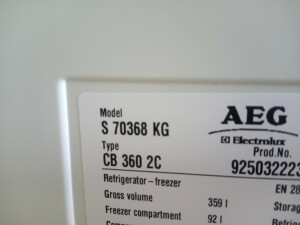 Model
S 70368 KG
Type
CB 360 2C
AEG
Electrolux
Prod.No.
925032223
Refrigerator - freezer
EN 28
Gross volume 359 l Storag
Freezer compartment 92 l